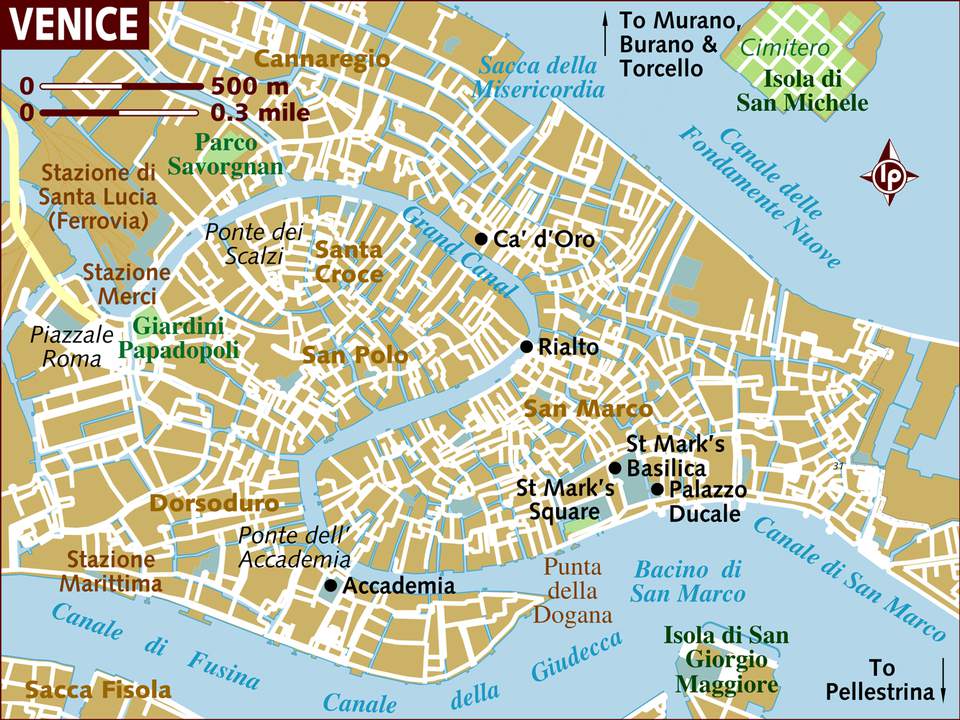 VENICE
To Murano,
Burano &
Torcello
Cimitero
Isola di
San Michele
Cannaregio
Sacca della
Misericordia
0 500 m
0 0.3 mile
Parco
Savorgnan
Stazione di
Santa Lucia
(Ferrovia)
Canale delle
Fondamente Nuove
lp
Ponte dei
Scalzi
Santa
Croce
Grand Canal
Ca' d'Oro
Stazione
Merci
Piazzale
Roma
Giardini
Papadopoli
San Polo
Rialto
San Marco
St Mark's
Basilica
31
St Mark's
Square
Palazzo
Ducale
Dorsoduro
Ponte dell'
Accademia
Accademia
Stazione
Marittima
Punta
della
Dogana
Bacino di
San Marco
Canale di San Marco
Canale di Fusina
Isola di San
Giorgio
Maggiore
To
Pellestrina
Sacca Fisola
Canale della Giudecca